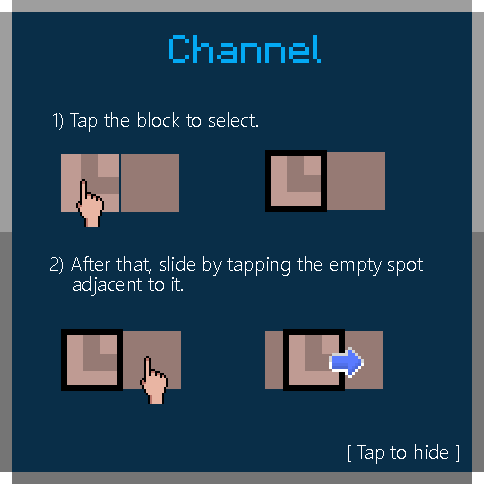 Channel
1) Tap the block to select.
2) After that, slide by tapping the empty spot
adjacent to it.
[ Tap to hide ]